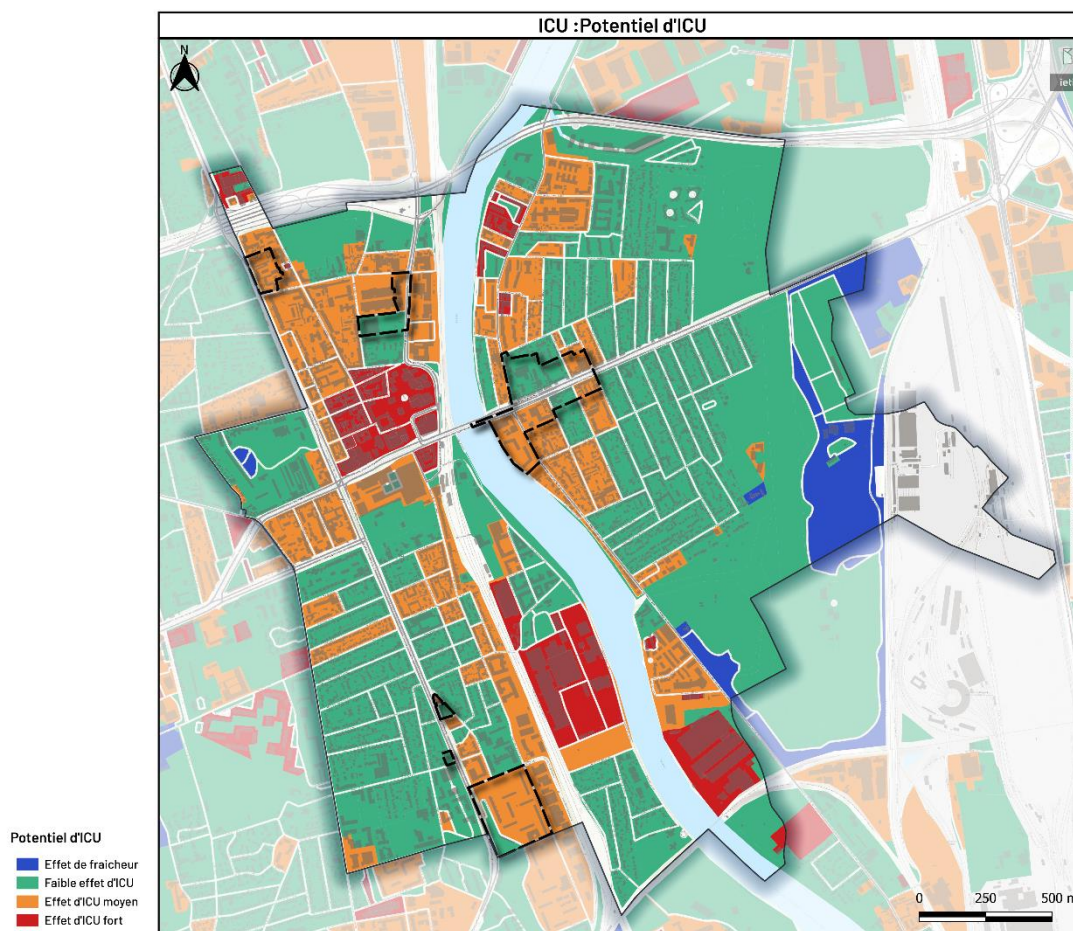 ICU :Potentiel d'ICU
N
Potentiel d'ICU
Effet de fraicheur
Faible effet d'ICU
Effet d'ICU moyen
Effet d'ICU fort
0 250 500 m